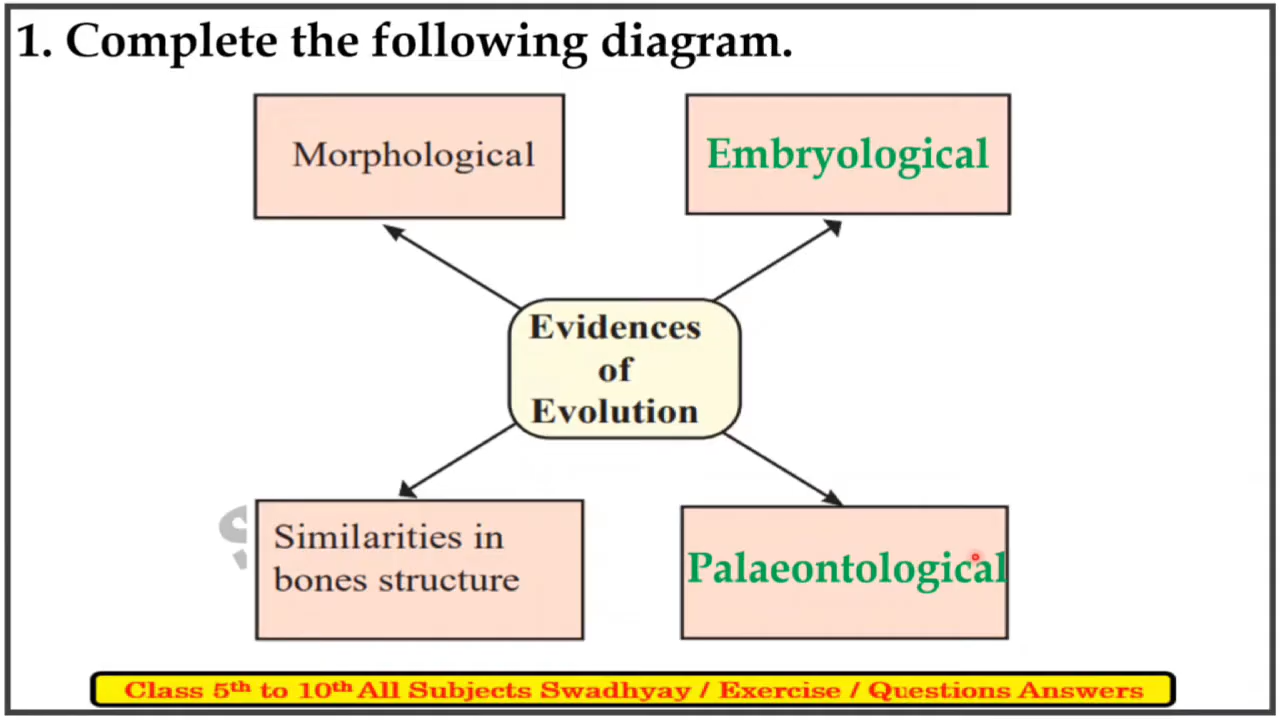 1. Complete the following diagram.
Morphological
Embryological
Evidences
of
Evolution
Similarities in
bones structure
Palaeontological
Class 5th to 10th All Subjects Swadhyay / Exercise / Questions Answers